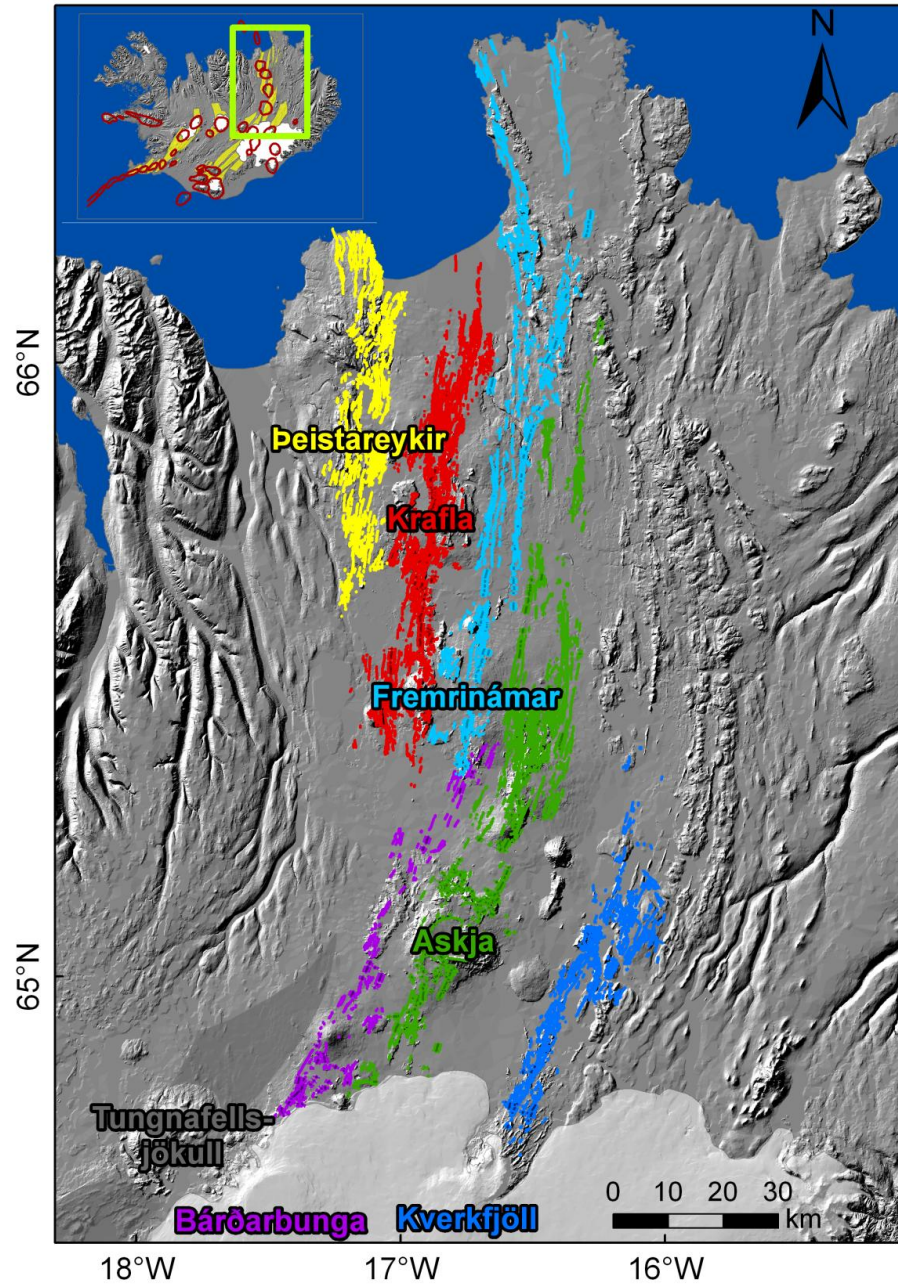 N
66°N
Þeistareykir
Krafla
Fremrinámar
Askja
65°N
Tungnafells-
jökull
Bárðarbunga
Kverkfjöll
0 10 20 30
km
18°W
17°W
16°W